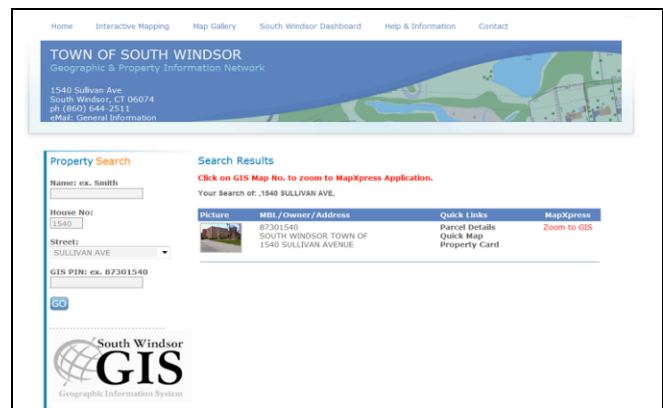 Home Interactive Mapping Map Gallery South Windsor Dashboard Help & Information Contact
TOWN OF SOUTH WINDSOR
Geographic & Property Information Network
1540 Sullivan Ave
South Windsor, CT 06074
ph (860) 644-2511
eMail: General Information
Property Search
Name: ex. Smith
House No:
1540
Street:
SULLIVAN AVE
GIS PIN: ex. 87301540
GO
South Windsor
GIS
Geographic Information System
Search Results
Click on GIS Map No. to zoom to MapXpress Application.
Your Search of: ,1540 SULLIVAN AVE,
Picture MBL/Owner/Address Quick Links MapXpress
87301540 Parcel Details Zoom to GIS
SOUTH WINDSOR TOWN OF Quick Map
1540 SULLIVAN AVENUE Property Card